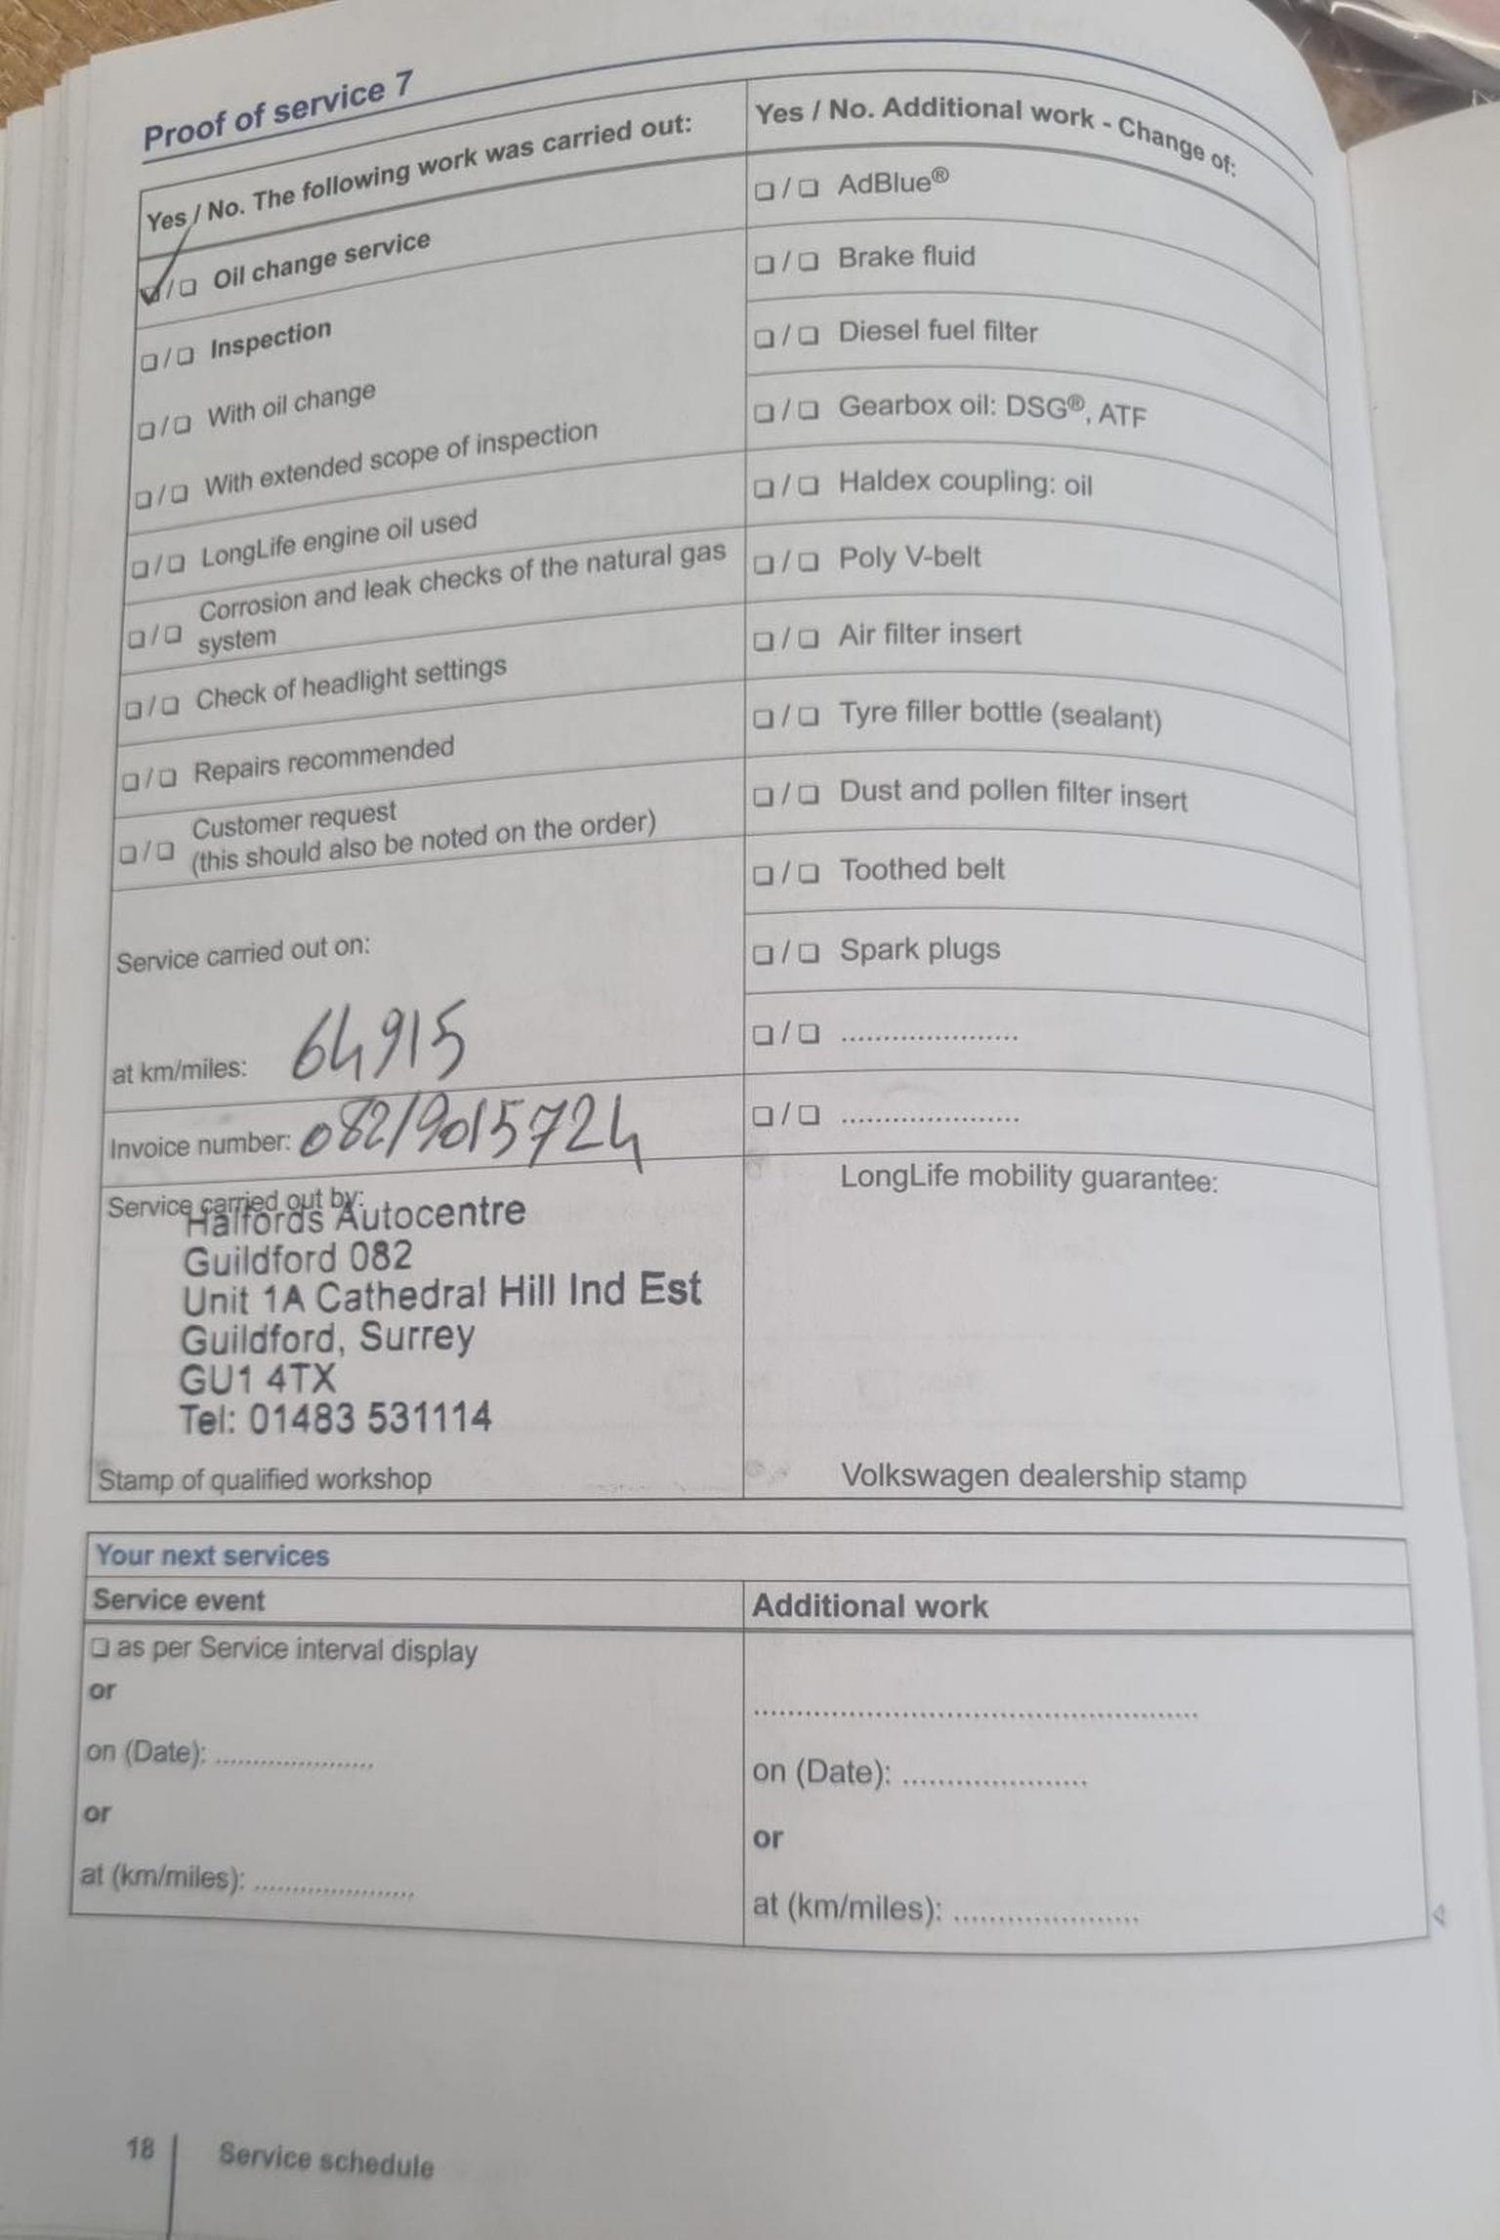 Proof of service 7
Yes / No. The following work was carried out:
☑/❏ Oil change service
❏/❏ Inspection
❏/❏ With oil change
❏/❏ With extended scope of inspection
❏/❏ LongLife engine oil used
❏/❏ Corrosion and leak checks of the natural gas
system
❏/❏ Check of headlight settings
❏/❏ Repairs recommended
❏/❏ Customer request
(this should also be noted on the order)
Service carried out on:
at km/miles: 64915
Invoice number: 082/9015724
Service carried out by:
Halfords Autocentre
Guildford 082
Unit 1A Cathedral Hill Ind Est
Guildford, Surrey
GU1 4TX
Tel: 01483 531114
Stamp of qualified workshop
Yes / No. Additional work - Change of:
❏/❏ AdBlue®
❏/❏ Brake fluid
❏/❏ Diesel fuel filter
❏/❏ Gearbox oil: DSG®, ATF
❏/❏ Haldex coupling: oil
❏/❏ Poly V-belt
❏/❏ Air filter insert
❏/❏ Tyre filler bottle (sealant)
❏/❏ Dust and pollen filter insert
❏/❏ Toothed belt
❏/❏ Spark plugs
❏/❏ .....................
❏/❏ .....................
LongLife mobility guarantee:
Volkswagen dealership stamp
Your next services
Service event
❏ as per Service interval display
or
on (Date): .....................
or
at (km/miles): .....................
Additional work
..................................................
on (Date): .....................
or
at (km/miles): .....................
18 Service schedule